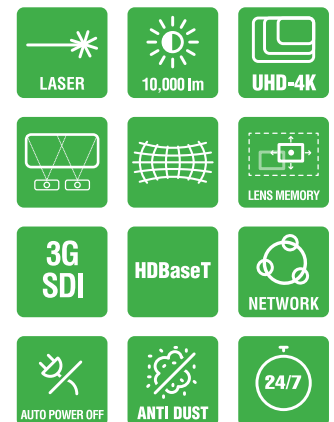 LASER
10,000 lm
UHD-4K
LENS MEMORY
3G
SDI
HDBaseT
NETWORK
AUTO POWER OFF
ANTI DUST
24/7